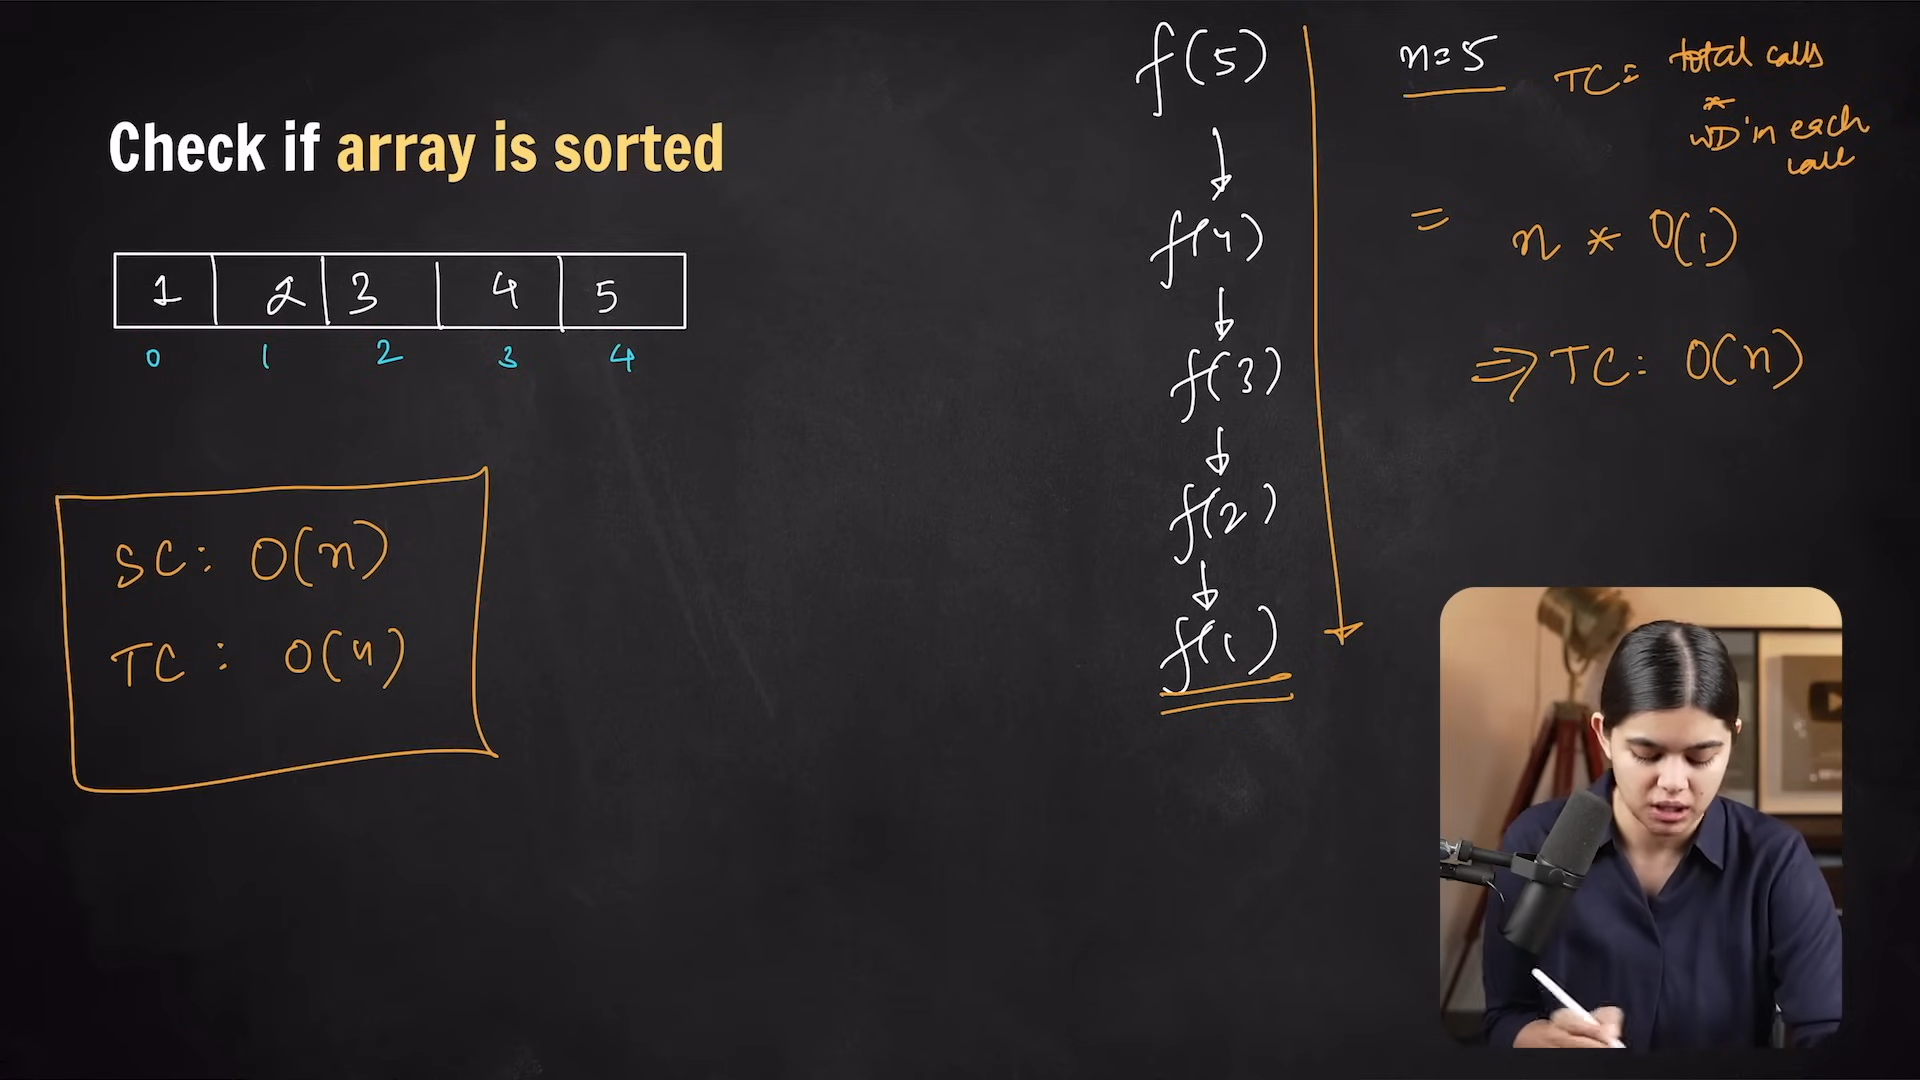 Check if array is sorted
1 2 3 4 5
0 1 2 3 4
SC: O(n)
TC: O(n)
f(5)
f(4)
f(3)
f(2)
f(1)
n=5
TC= total calls
*
WD in each
call
= n * O(1)
⇒ TC: O(n)